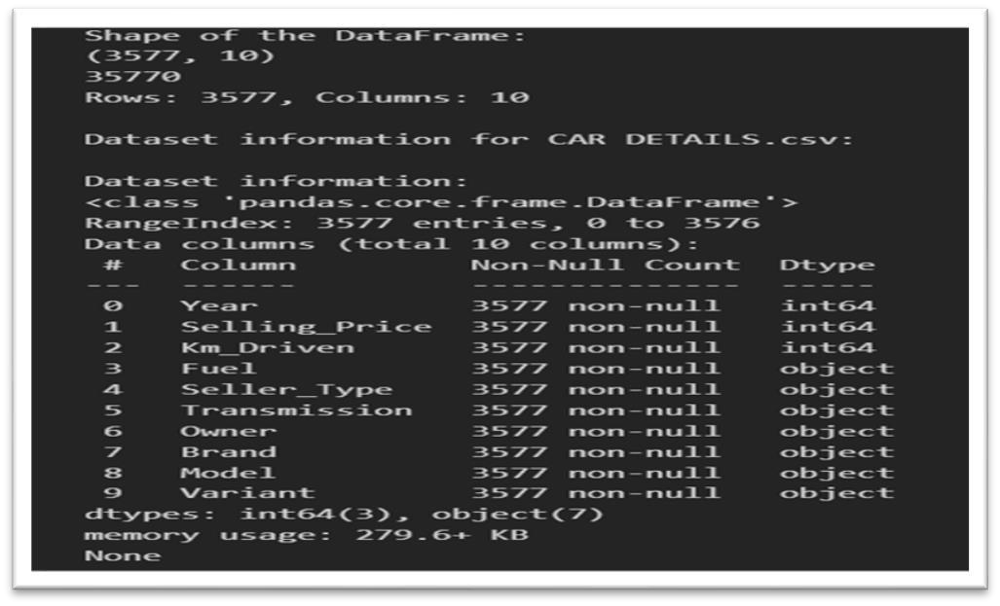 Shape of the DataFrame:
(3577, 10)
35770
Rows: 3577, Columns: 10
Dataset information for CAR DETAILS.csv:
Dataset information:
<class 'pandas.core.frame.DataFrame'>
RangeIndex: 3577 entries, 0 to 3576
Data columns (total 10 columns):
 #   Column         Non-Null Count  Dtype
---  ------         --------------  -----
 0   Year           3577 non-null   int64
 1   Selling_Price  3577 non-null   int64
 2   Km_Driven      3577 non-null   int64
 3   Fuel           3577 non-null   object
 4   Seller_Type    3577 non-null   object
 5   Transmission   3577 non-null   object
 6   Owner          3577 non-null   object
 7   Brand          3577 non-null   object
 8   Model          3577 non-null   object
 9   Variant        3577 non-null   object
dtypes: int64(3), object(7)
memory usage: 279.6+ KB
None